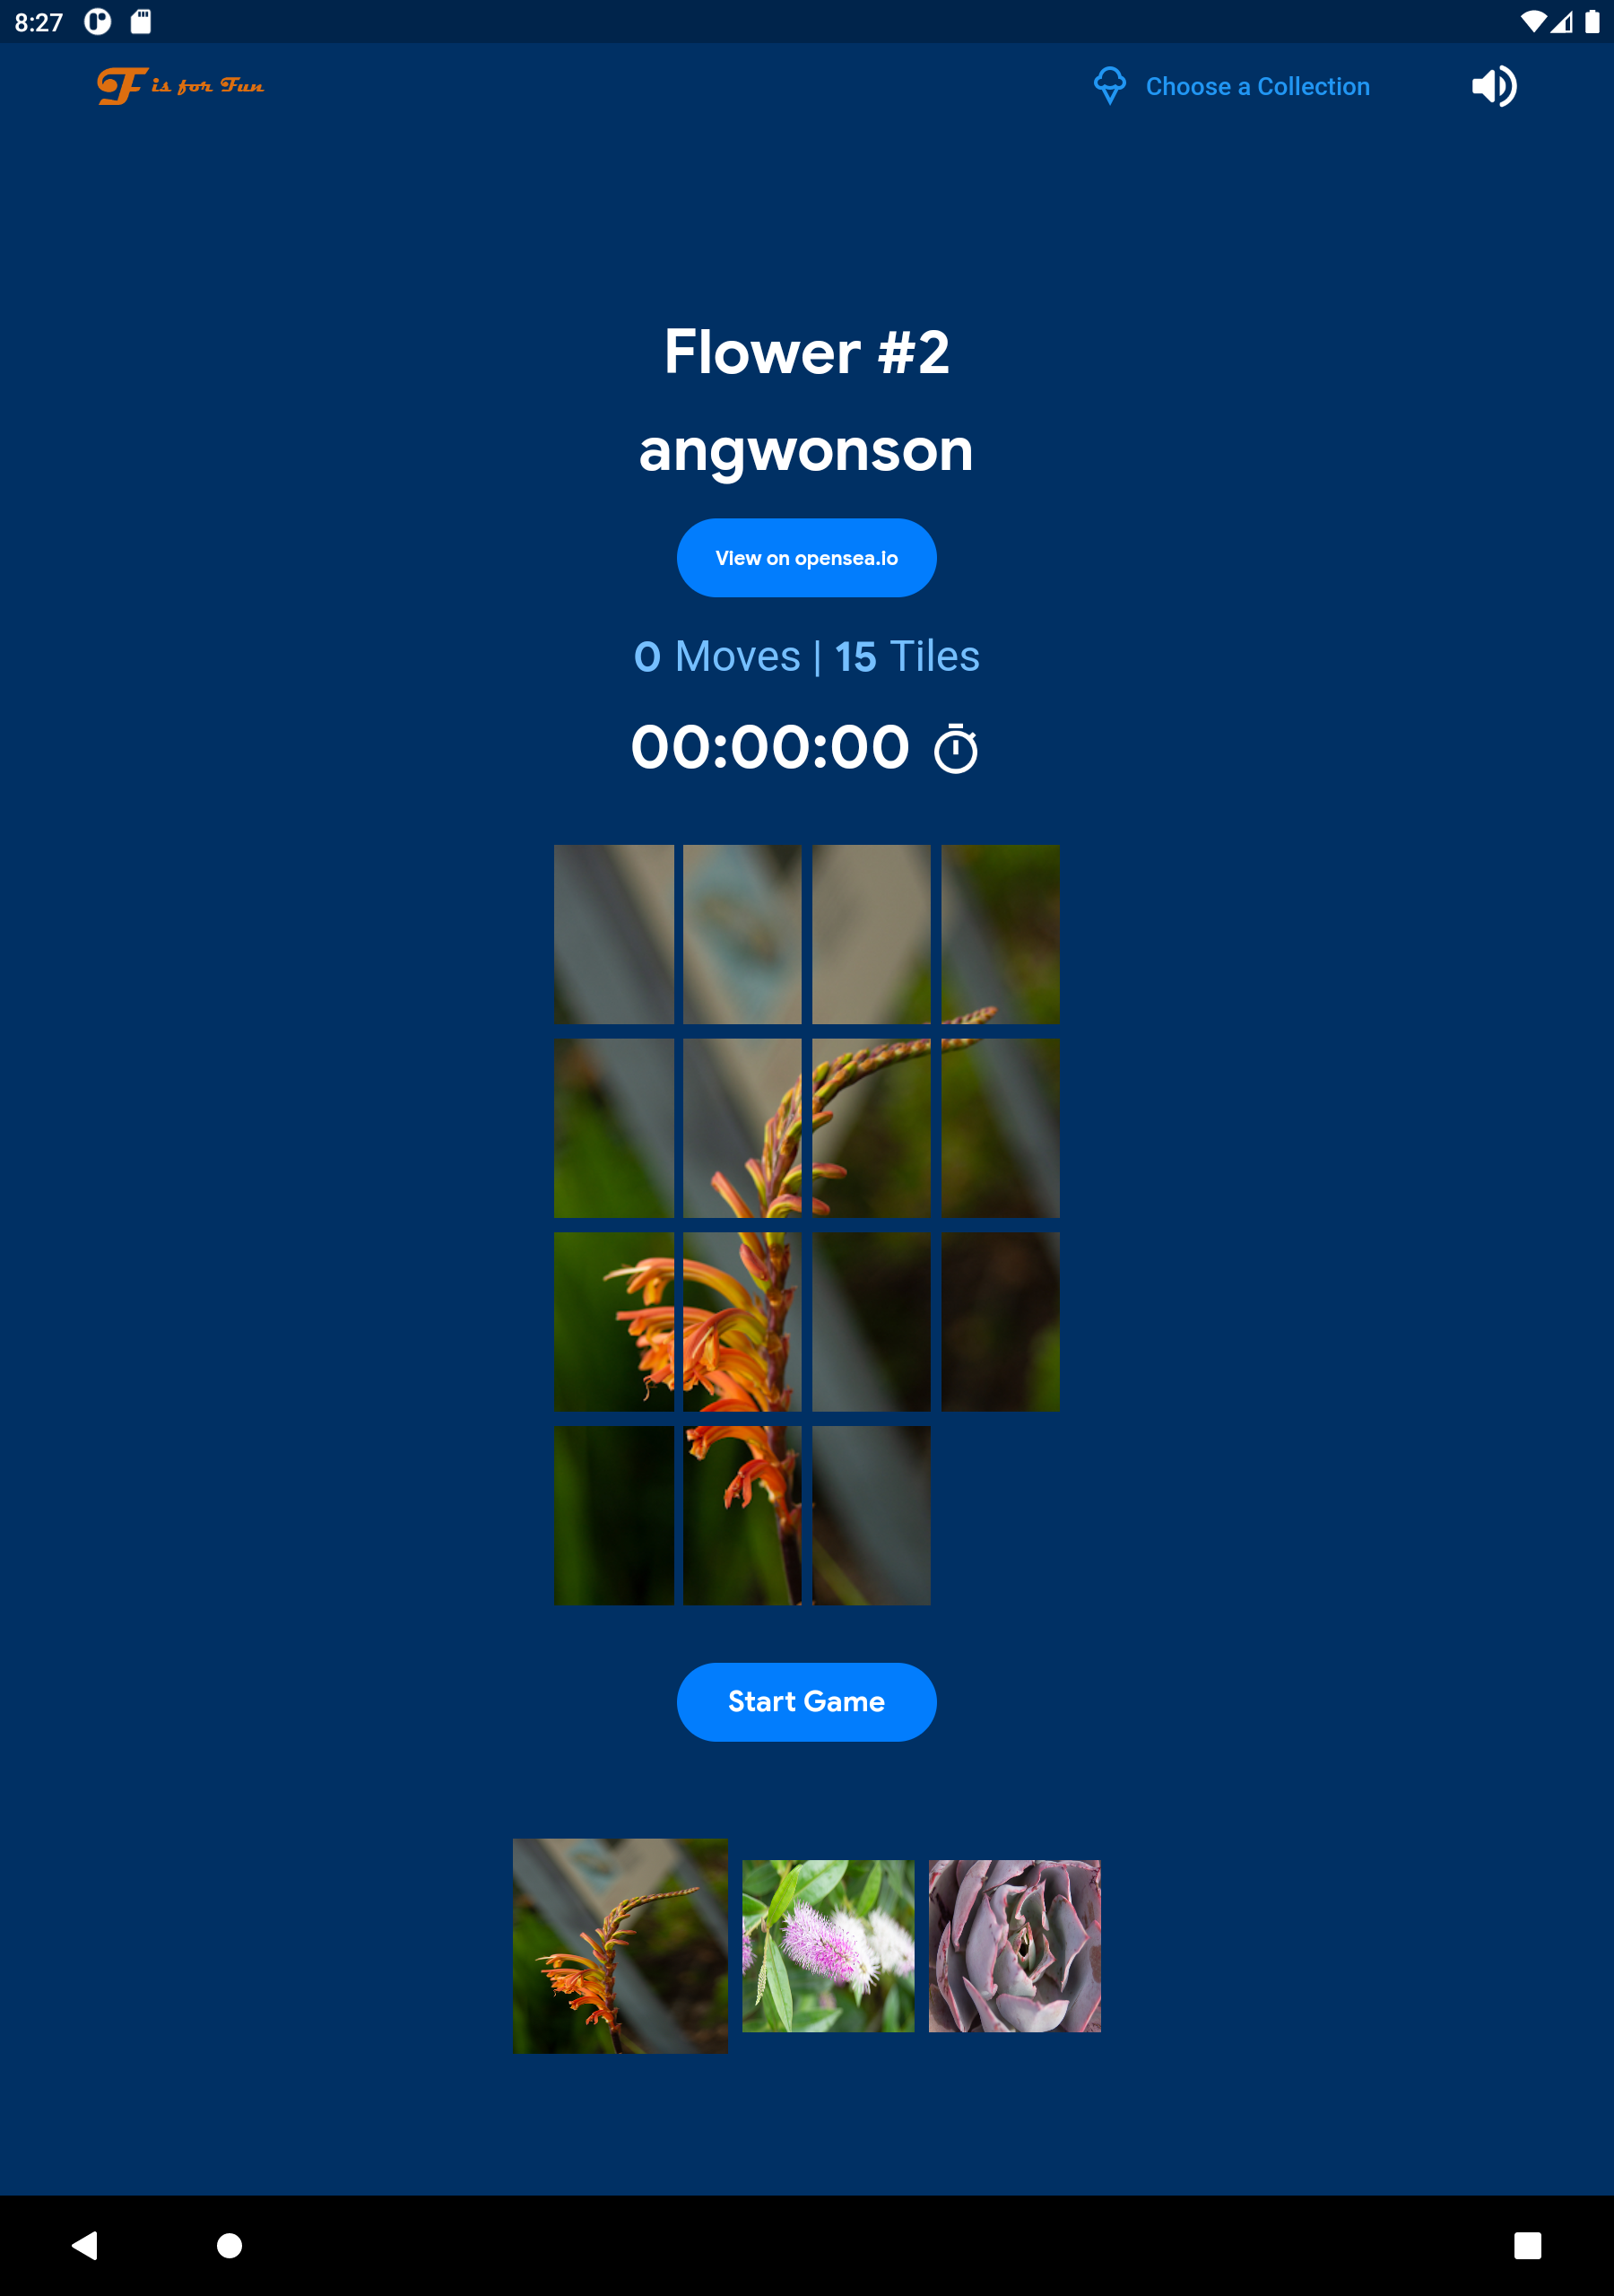 8:27
F is for Fun
Choose a Collection
Flower #2
angwonson
View on opensea.io
0 Moves | 15 Tiles
00:00:00
Start Game